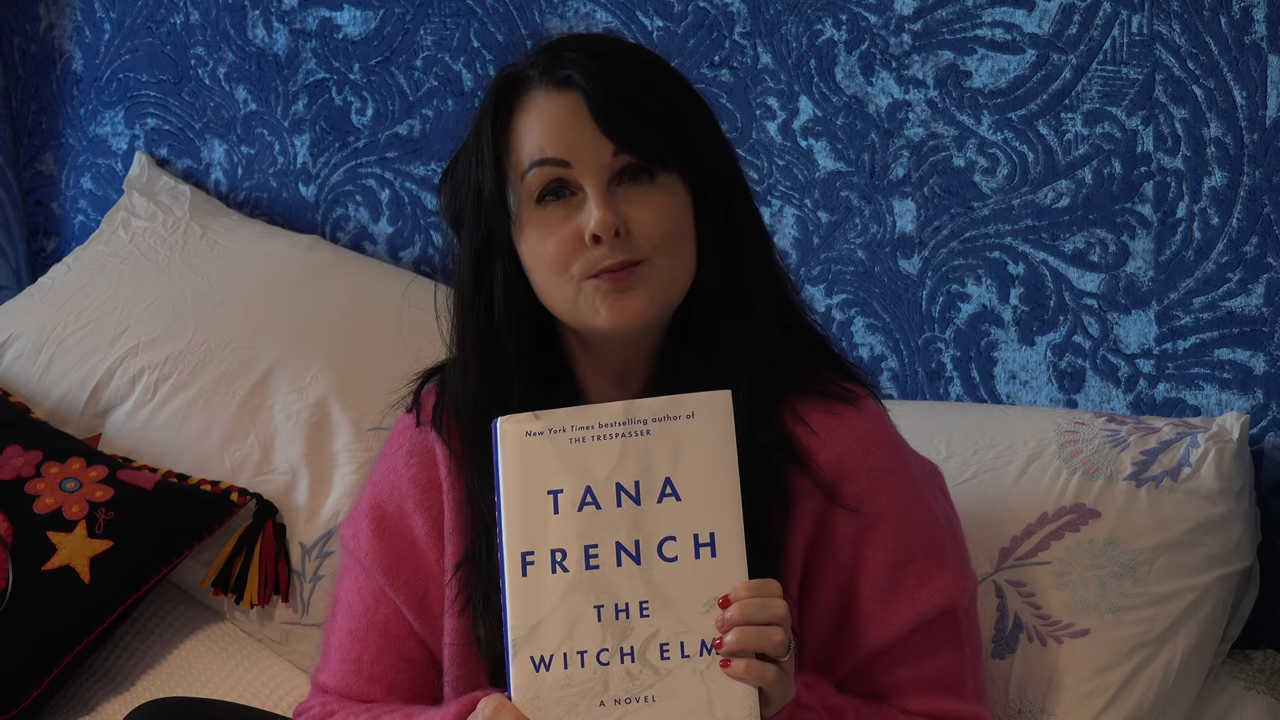 New York Times bestselling author of
THE TRESPASSER
TANA
FRENCH
THE
WITCH ELM
A NOVEL